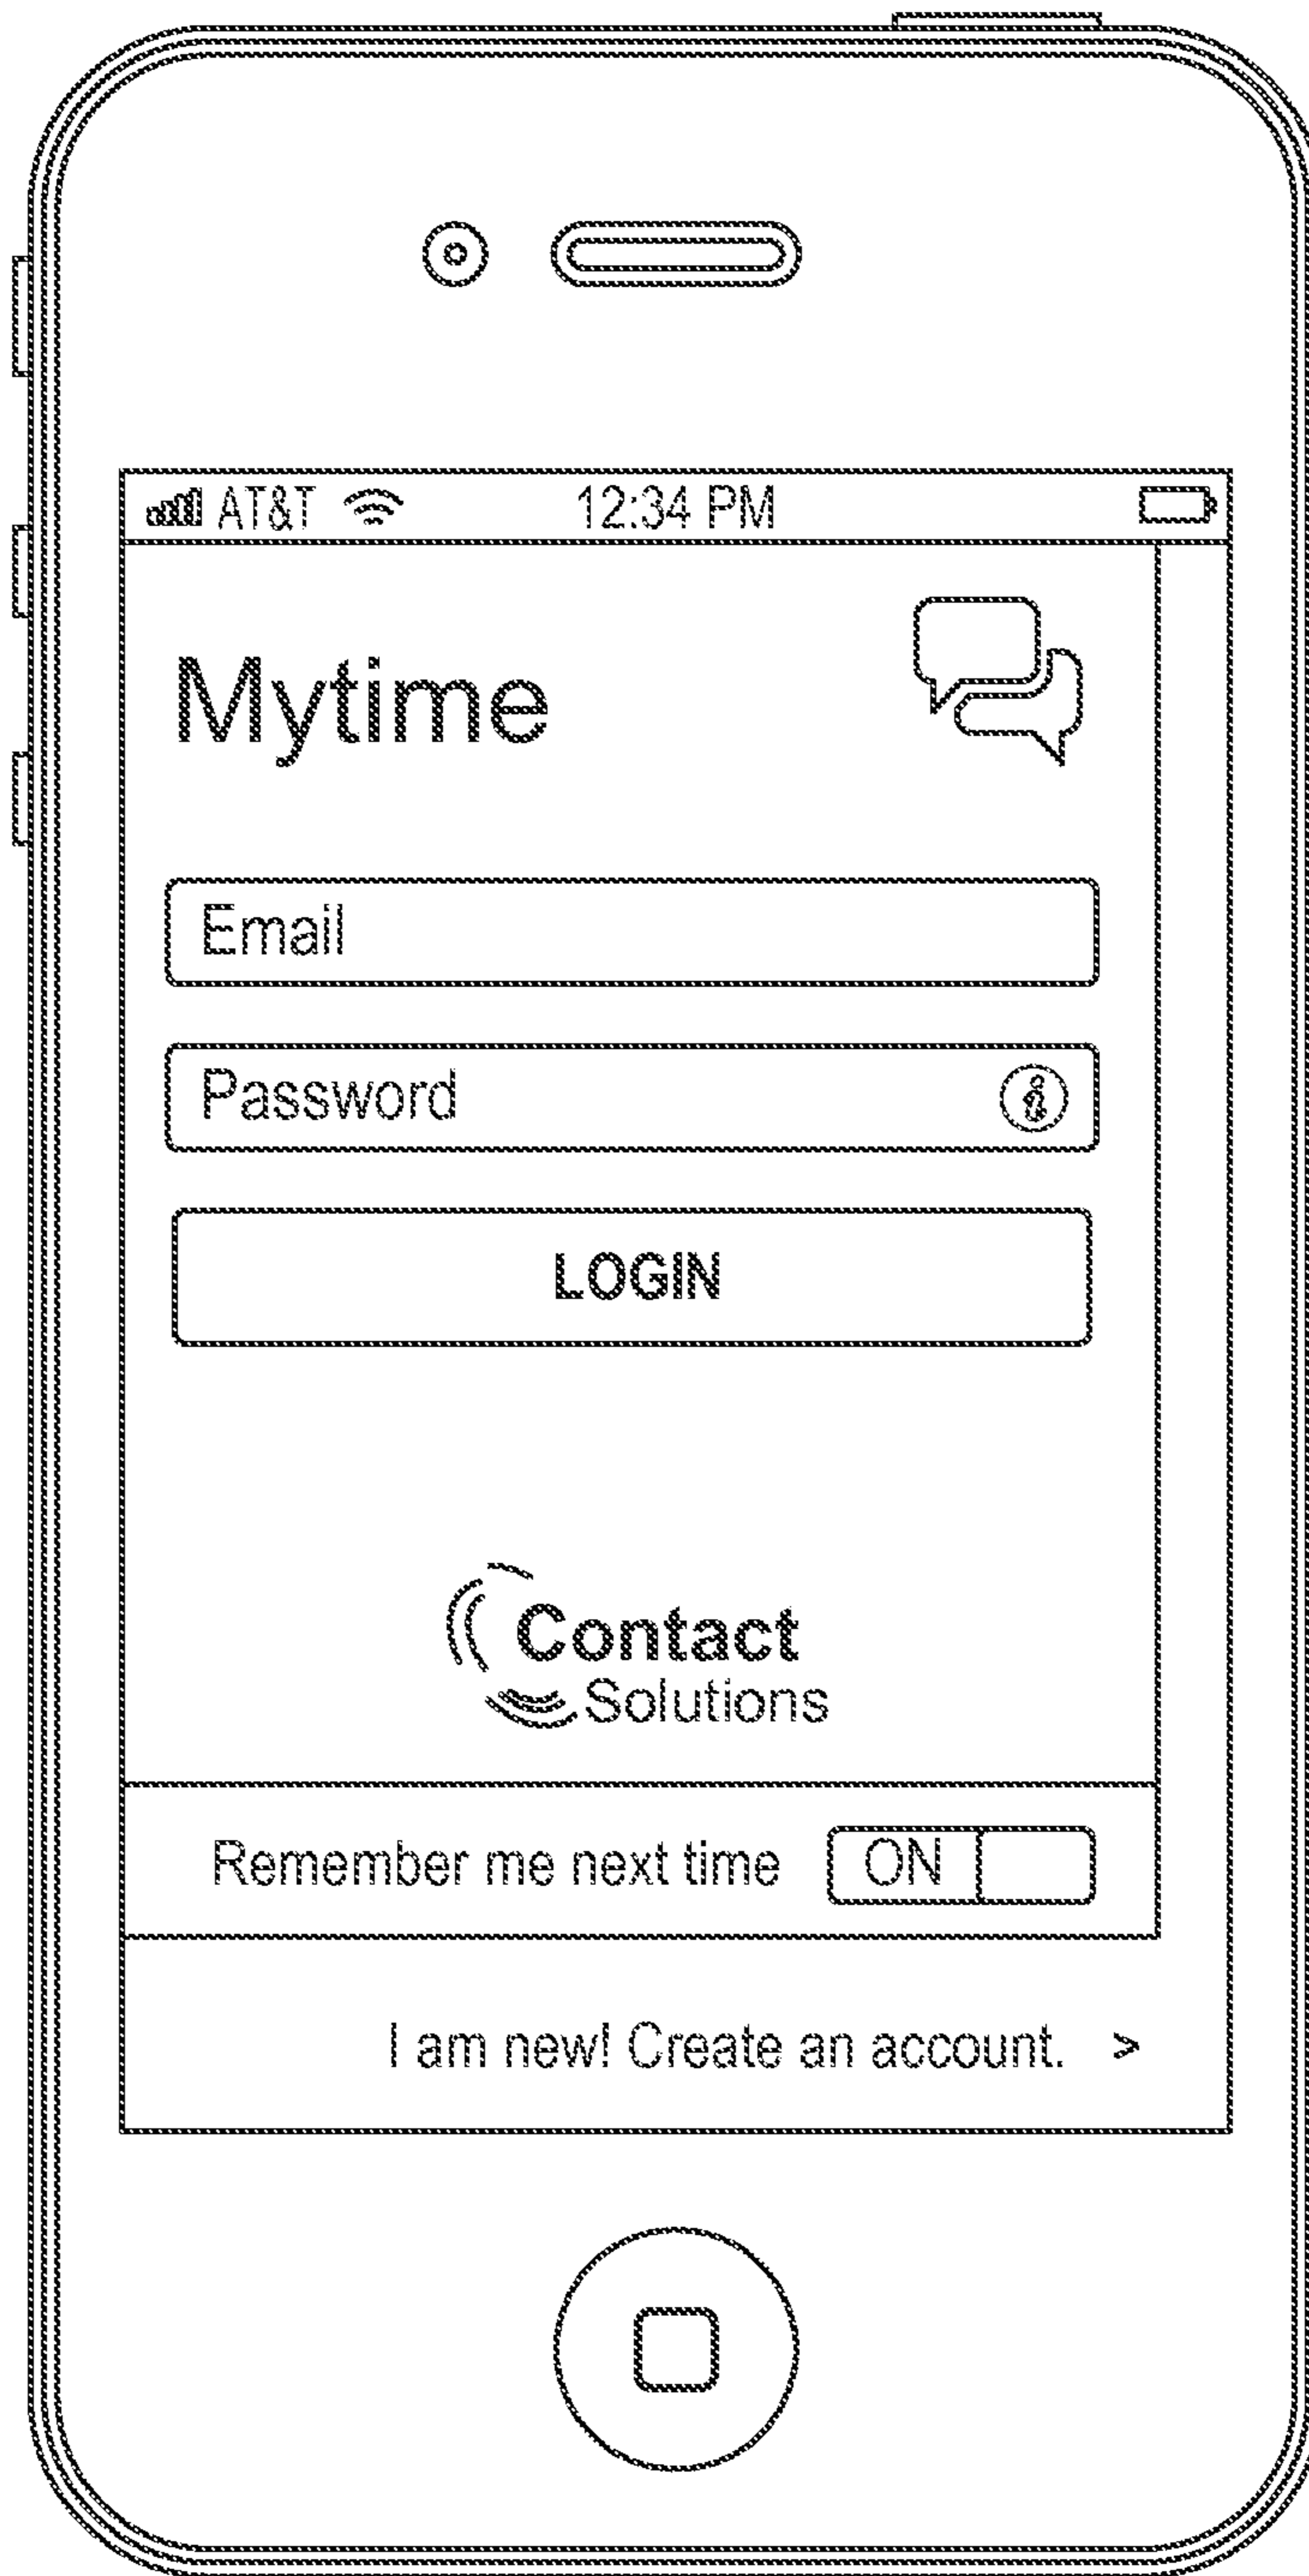 AT&T 12:34 PM
Mytime
Email
Password i
LOGIN
Contact
Solutions
Remember me next time ON
I am new! Create an account. >